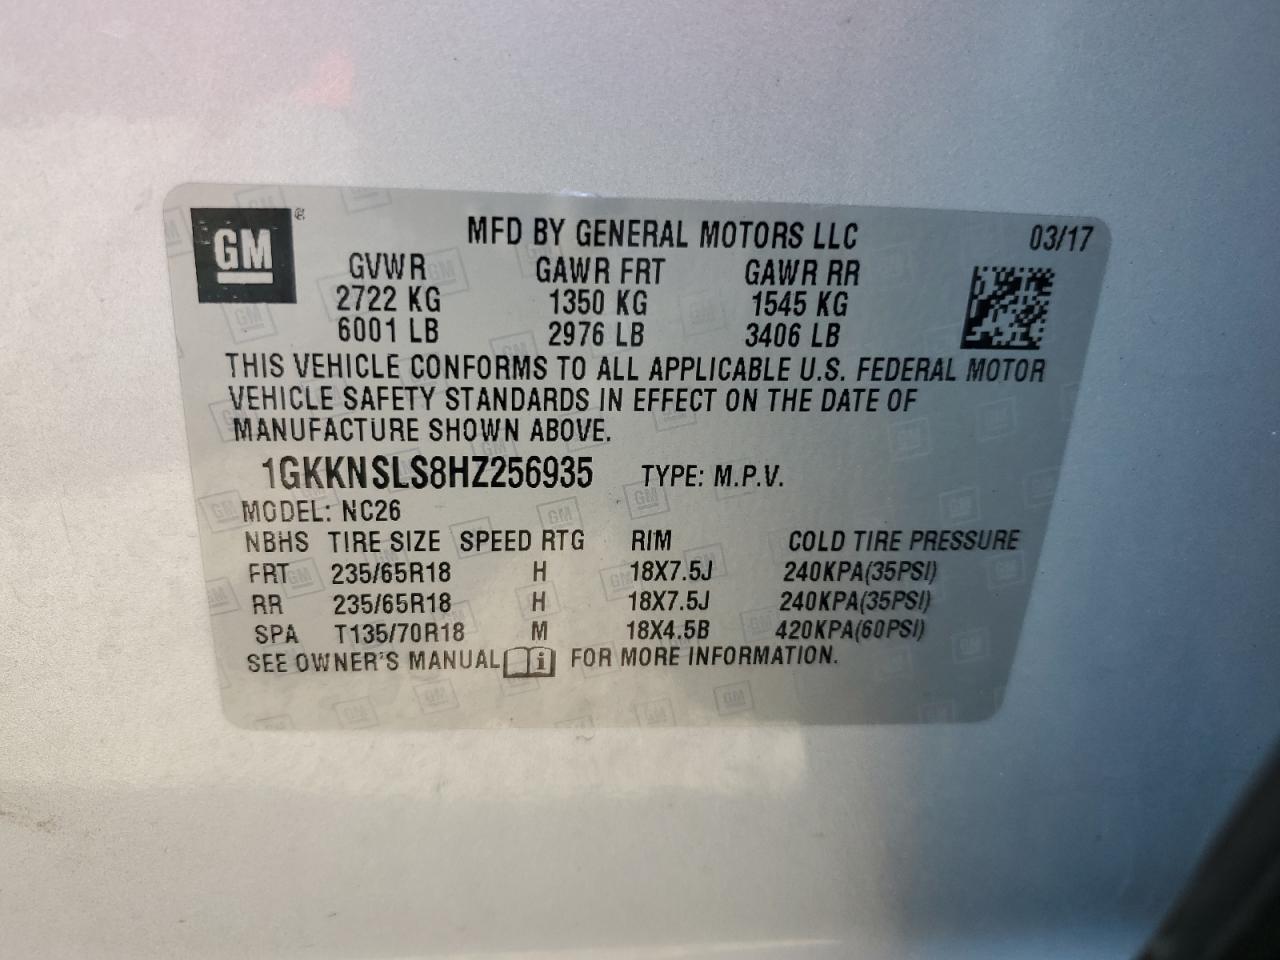 GM ®
MFD BY GENERAL MOTORS LLC 03/17
GVWR GAWR FRT GAWR RR
2722 KG 1350 KG 1545 KG
6001 LB 2976 LB 3406 LB
THIS VEHICLE CONFORMS TO ALL APPLICABLE U.S. FEDERAL MOTOR
VEHICLE SAFETY STANDARDS IN EFFECT ON THE DATE OF
MANUFACTURE SHOWN ABOVE.
1GKKNSLS8HZ256935 TYPE: M.P.V.
MODEL: NC26
NBHS TIRE SIZE SPEED RTG RIM COLD TIRE PRESSURE
FRT 235/65R18 H 18X7.5J 240KPA(35PSI)
RR 235/65R18 H 18X7.5J 240KPA(35PSI)
SPA T135/70R18 M 18X4.5B 420KPA(60PSI)
SEE OWNER'S MANUAL i FOR MORE INFORMATION.